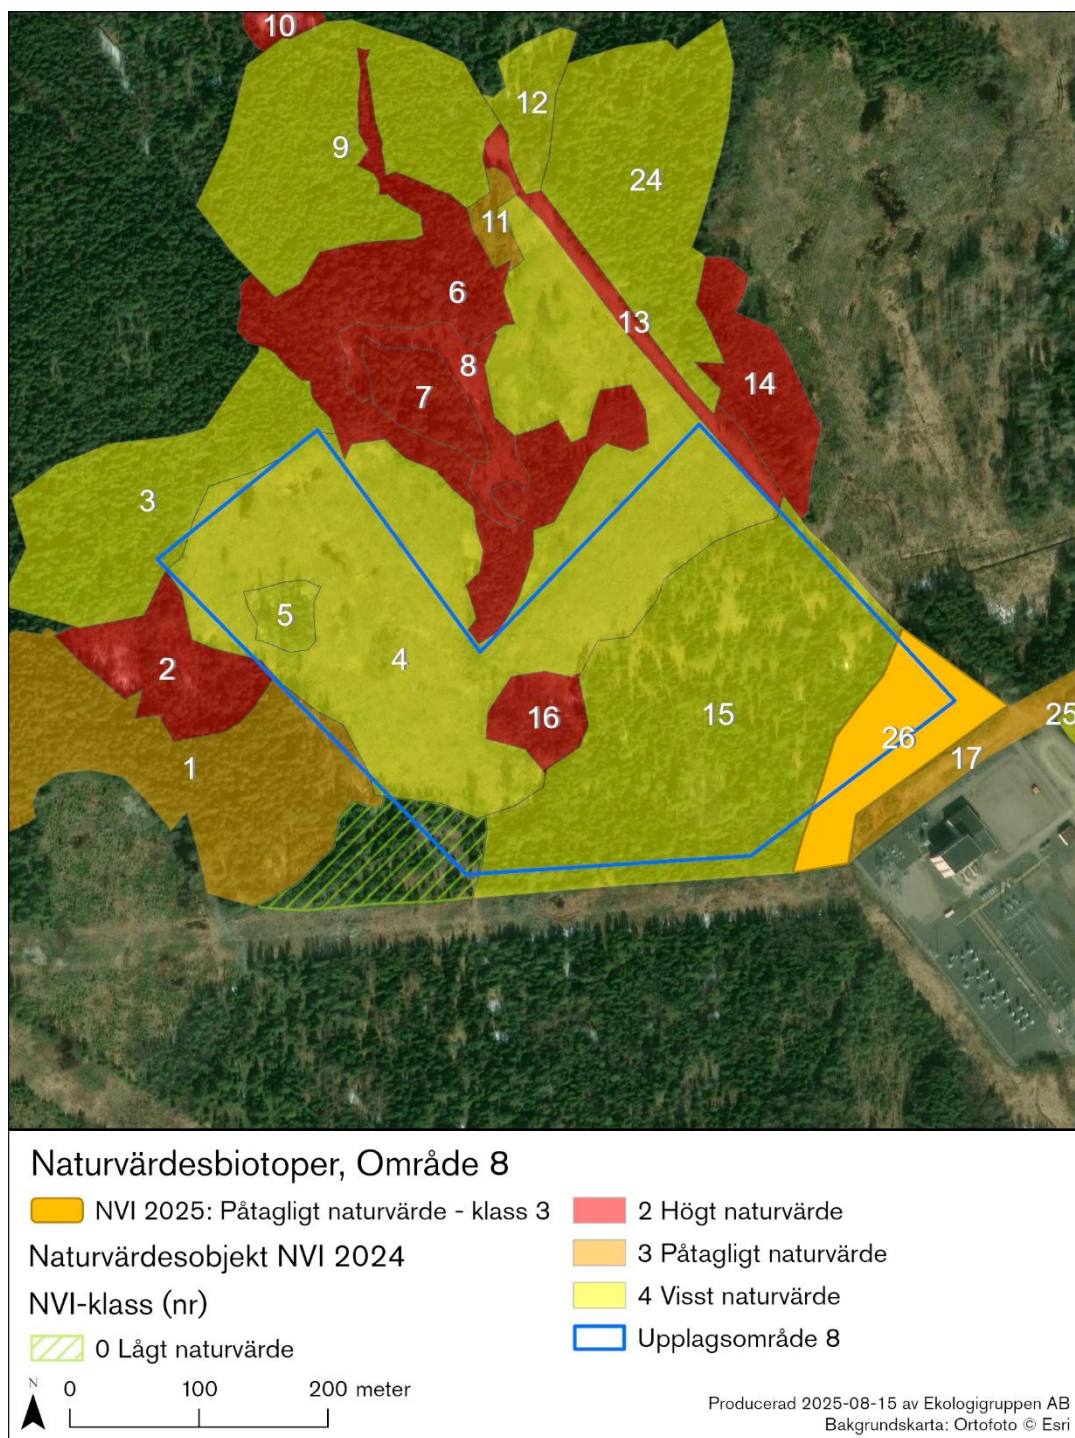 10
12
9
24
11
6
13
8
14
7
3
5
4
2
16
15
26
25
17
1
Naturvärdesbiotoper, Område 8
NVI 2025: Påtagligt naturvärde - klass 3
Naturvärdesobjekt NVI 2024
NVI-klass (nr)
0 Lågt naturvärde
2 Högt naturvärde
3 Påtagligt naturvärde
4 Visst naturvärde
Upplagsområde 8
N
0 100 200 meter
Producerad 2025-08-15 av Ekologigruppen AB
Bakgrundskarta: Ortofoto © Esri